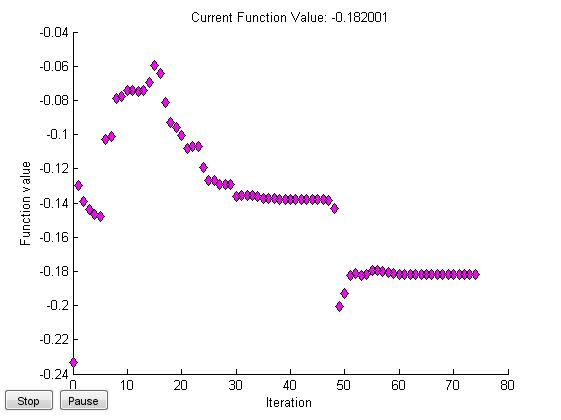 Current Function Value: -0.182001
-0.04
-0.06
-0.08
-0.1
-0.12
-0.14
-0.16
-0.18
-0.2
-0.22
-0.24
Function value
0 10 20 30 40 50 60 70 80
Iteration
Stop Pause